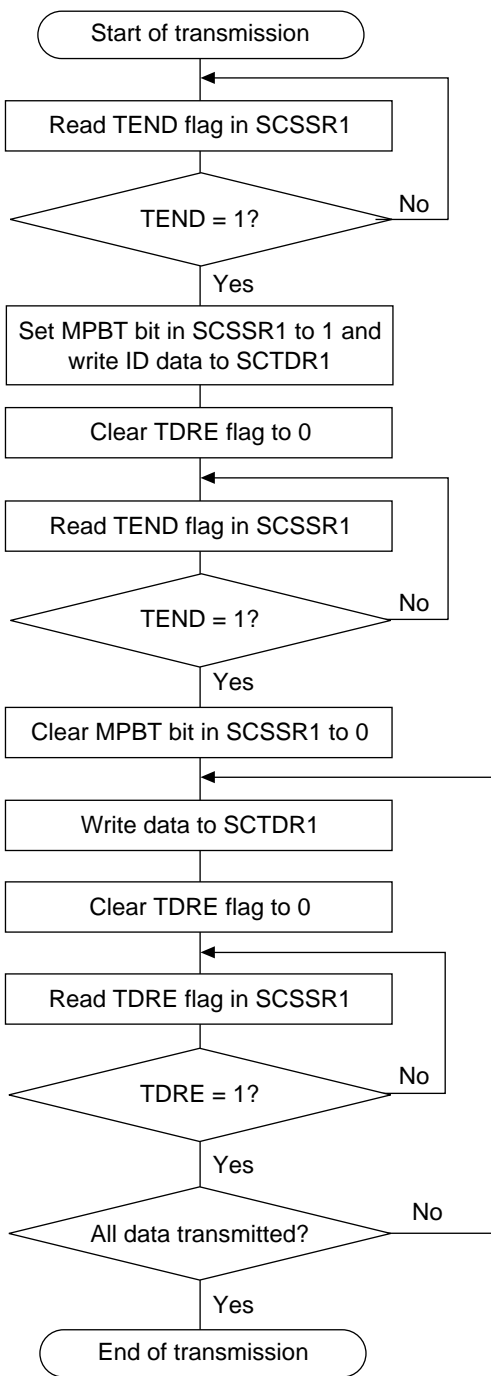 Start of transmission
Read TEND flag in SCSSR1
TEND = 1?
No
Yes
Set MPBT bit in SCSSR1 to 1 and
write ID data to SCTDR1
Clear TDRE flag to 0
Read TEND flag in SCSSR1
TEND = 1?
No
Yes
Clear MPBT bit in SCSSR1 to 0
Write data to SCTDR1
Clear TDRE flag to 0
Read TDRE flag in SCSSR1
TDRE = 1?
No
Yes
All data transmitted?
No
Yes
End of transmission